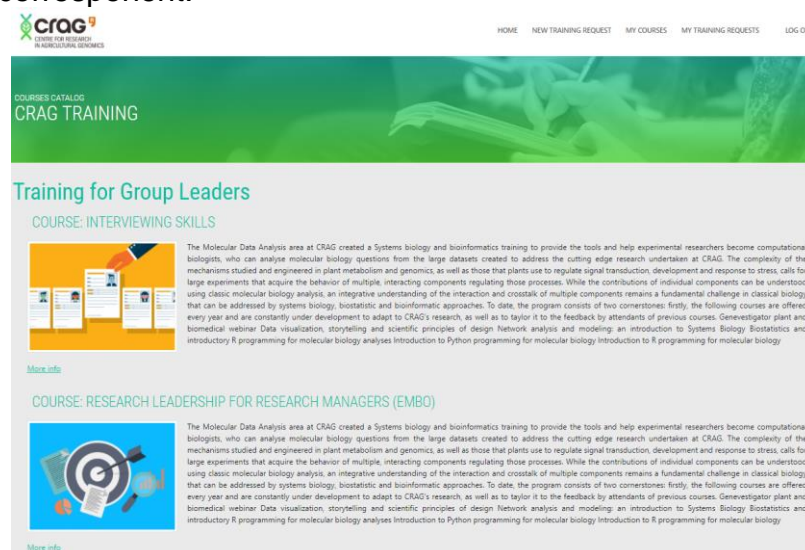 correspondent.
crag
CENTRE FOR RESEARCH
IN AGRICULTURAL GENOMICS
HOME NEW TRAINING REQUEST MY COURSES MY TRAINING REQUESTS LOG O
COURSES CATALOG
CRAG TRAINING
Training for Group Leaders
COURSE: INTERVIEWING SKILLS
The Molecular Data Analysis area at CRAG created a Systems biology and bioinformatics training to provide the tools and help experimental researchers become computationa
biologists, who can analyse molecular biology questions from the large datasets created to address the cutting edge research undertaken at CRAG. The complexity of the
mechanisms studied and engineered in plant metabolism and genomics, as well as those that plants use to regulate signal transduction, development and response to stress, calls fo
large experiments that acquire the behavior of multiple, interacting components regulating those processes. While the contributions of individual components can be understood
using classic molecular biology analysis, an integrative understanding of the interaction and crosstalk of multiple components remains a fundamental challenge in classical biology
that can be addressed by systems biology, biostatistic and bioinformatic approaches. To date, the program consists of two cornerstones: firstly, the following courses are offered
every year and are constantly under development to adapt to CRAG's research, as well as to taylor it to the feedback by attendants of previous courses. Genevestigator plant and
biomedical webinar Data visualization, storytelling and scientific principles of design Network analysis and modeling: an introduction to Systems Biology Biostatistics and
introductory R programming for molecular biology analyses Introduction to Python programming for molecular biology Introduction to R programming for molecular biology
More info
COURSE: RESEARCH LEADERSHIP FOR RESEARCH MANAGERS (EMBO)
The Molecular Data Analysis area at CRAG created a Systems biology and bioinformatics training to provide the tools and help experimental researchers become computationa
biologists, who can analyse molecular biology questions from the large datasets created to address the cutting edge research undertaken at CRAG. The complexity of the
mechanisms studied and engineered in plant metabolism and genomics, as well as those that plants use to regulate signal transduction, development and response to stress, calls fo
large experiments that acquire the behavior of multiple, interacting components regulating those processes. While the contributions of individual components can be understood
using classic molecular biology analysis, an integrative understanding of the interaction and crosstalk of multiple components remains a fundamental challenge in classical biology
that can be addressed by systems biology, biostatistic and bioinformatic approaches. To date, the program consists of two cornerstones: firstly, the following courses are offered
every year and are constantly under development to adapt to CRAG's research, as well as to taylor it to the feedback by attendants of previous courses. Genevestigator plant and
biomedical webinar Data visualization, storytelling and scientific principles of design Network analysis and modeling: an introduction to Systems Biology Biostatistics and
introductory R programming for molecular biology analyses Introduction to Python programming for molecular biology Introduction to R programming for molecular biology
More info